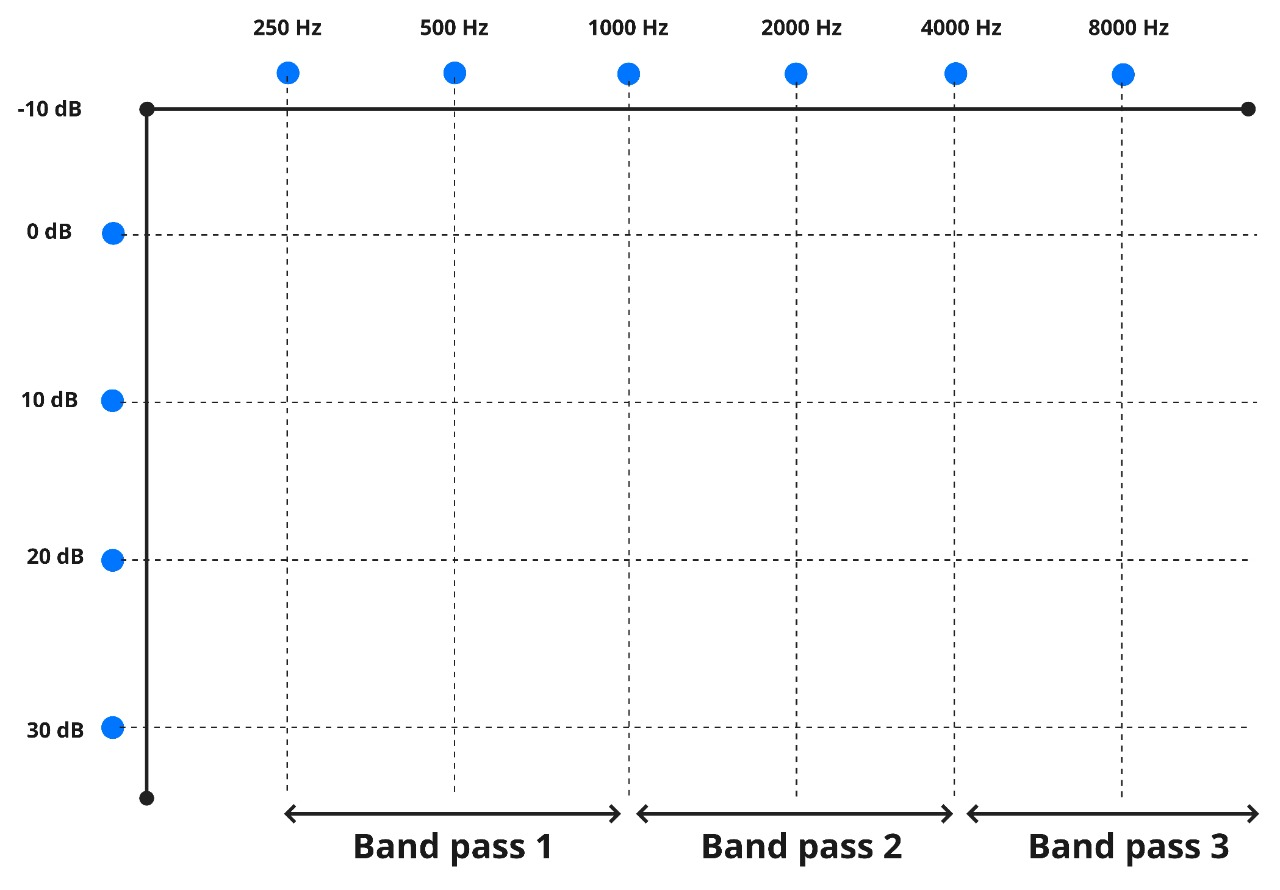 250 Hz 500 Hz 1000 Hz 2000 Hz 4000 Hz 8000 Hz
-10 dB
0 dB
10 dB
20 dB
30 dB
Band pass 1 Band pass 2 Band pass 3